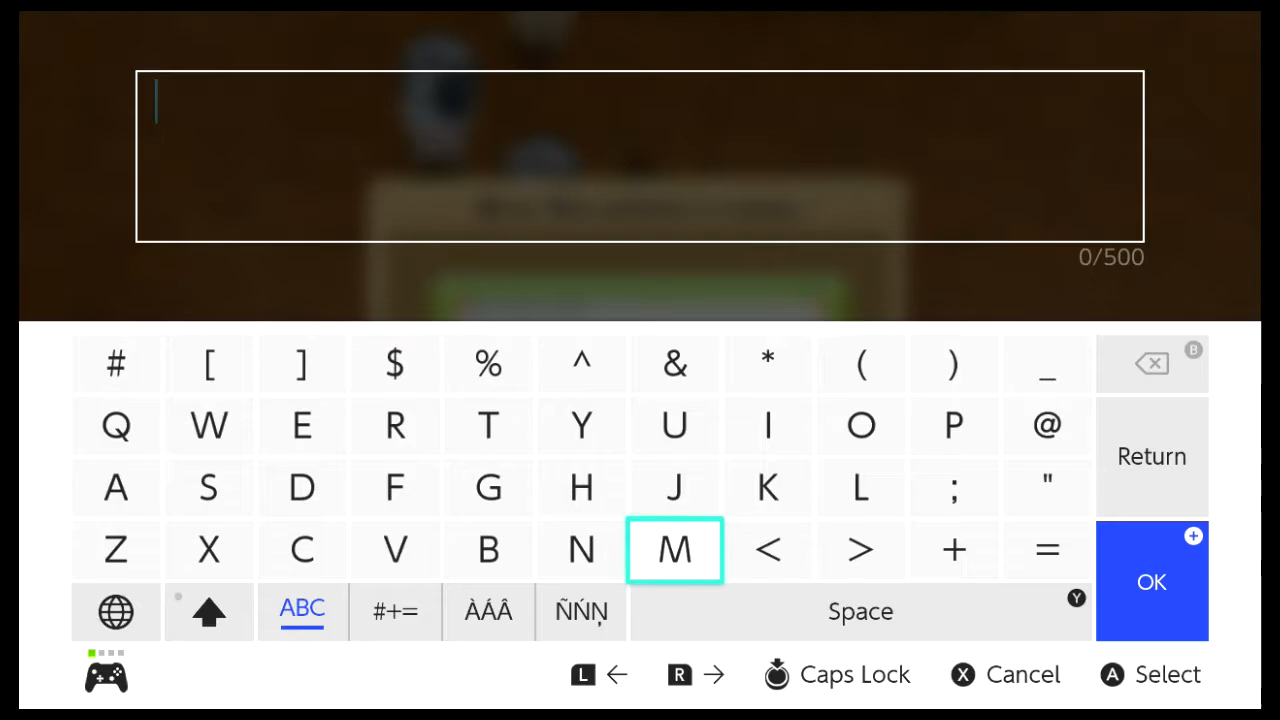 0/500
# [ ] $ % ^ & * ( ) _ B
Q W E R T Y U I O P @
Return
A S D F G H J K L ; "
Z X C V B N M < > + =
OK
ABC #+= ÀÁÂ ÑŃŅ Space Y
L ← R → Caps Lock X Cancel A Select